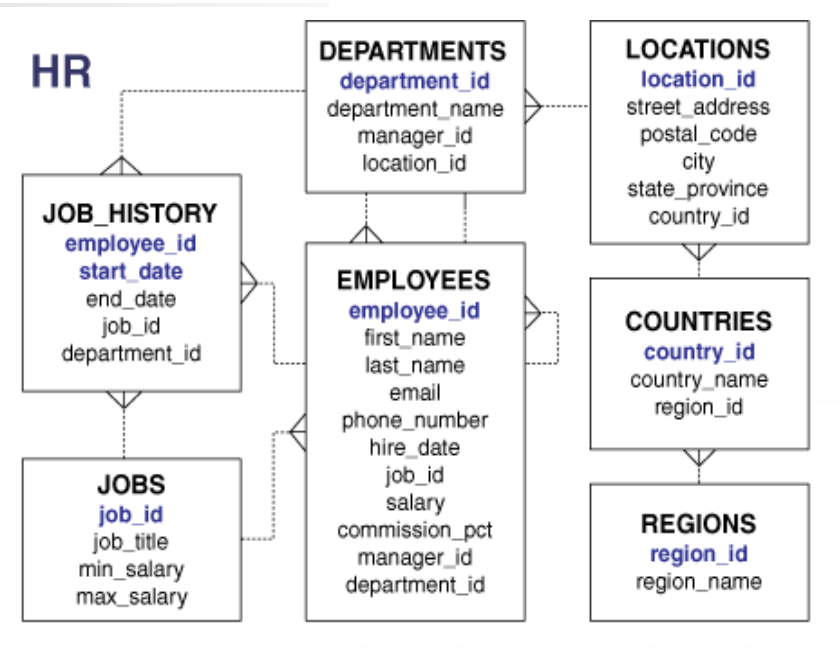 HR
DEPARTMENTS
department_id
department_name
manager_id
location_id
LOCATIONS
location_id
street_address
postal_code
city
state_province
country_id
JOB_HISTORY
employee_id
start_date
end_date
job_id
department_id
EMPLOYEES
employee_id
first_name
last_name
email
phone_number
hire_date
job_id
salary
commission_pct
manager_id
department_id
COUNTRIES
country_id
country_name
region_id
JOBS
job_id
job_title
min_salary
max_salary
REGIONS
region_id
region_name